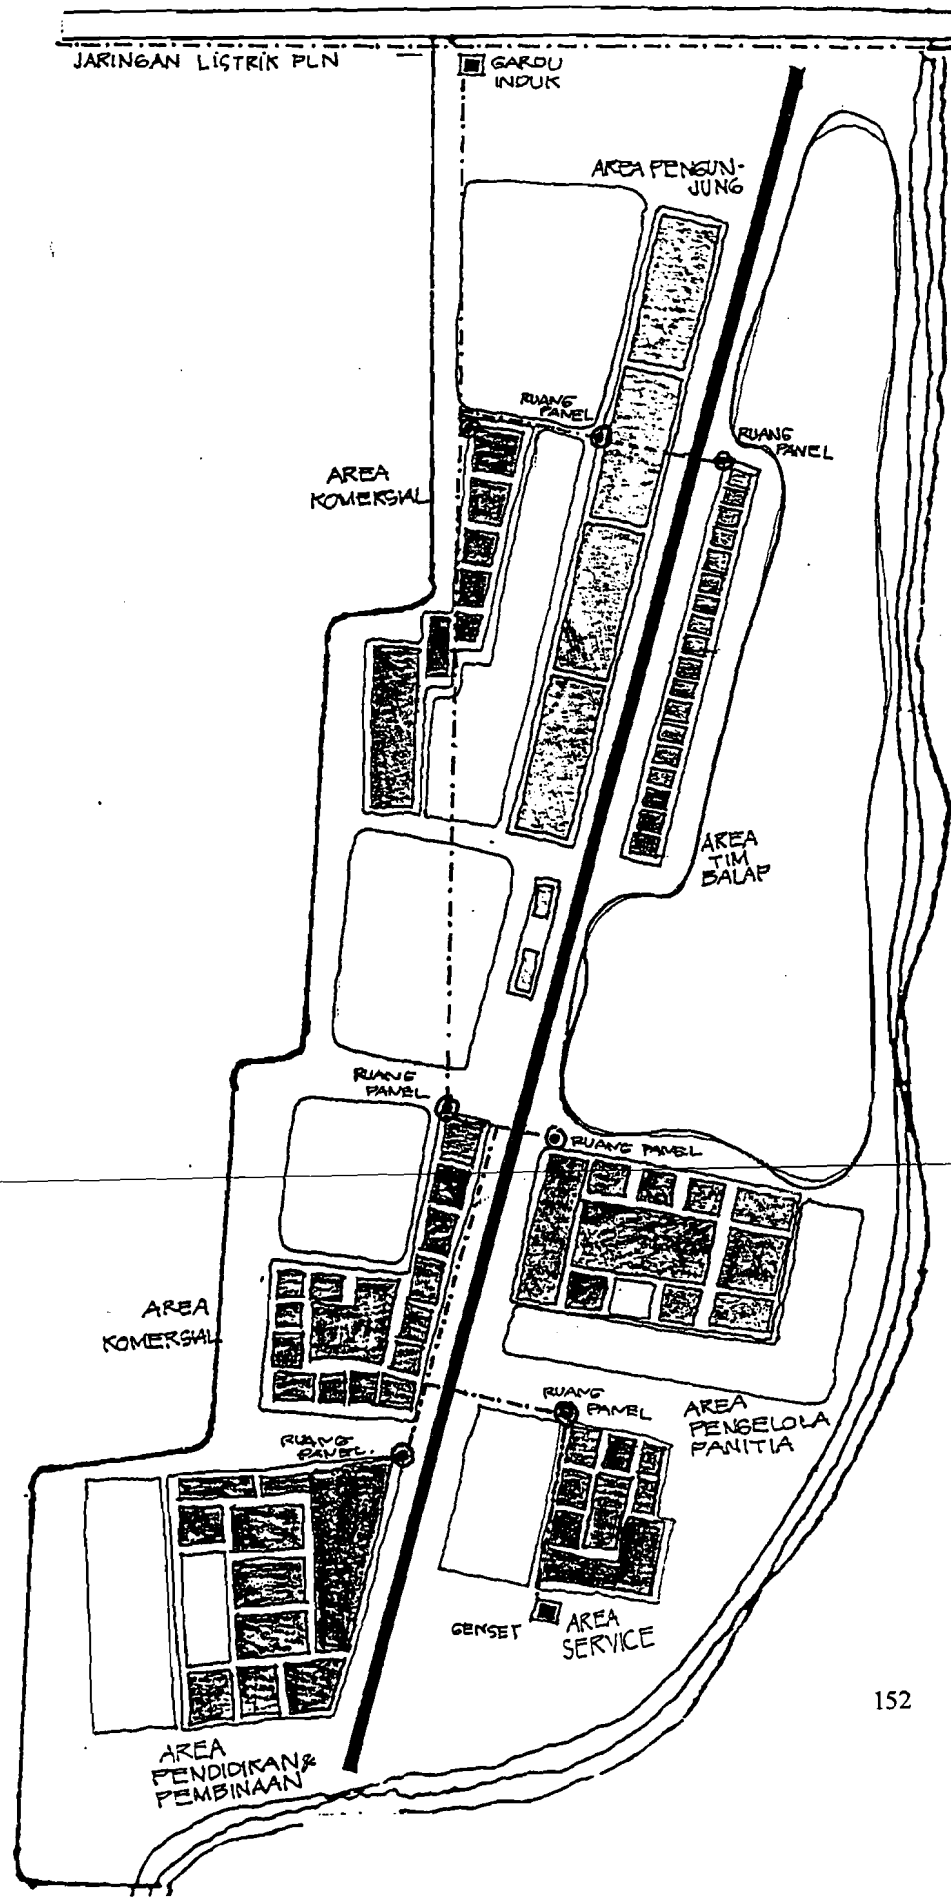 JARINGAN LISTRIK PLN
GARDU
INDUK
AREA PENGUN-
JUNG
RUANG
PANEL
RUANG
PANEL
AREA
KOMERSIAL
AREA
TIM
BALAP
RUANG
PANEL
RUANG PANEL
AREA
KOMERSIAL
RUANG
PANEL
AREA
PENGELOLA
PANITIA
RUANG
PANEL.
GENSET
AREA
SERVICE
152
AREA
PENDIDIKAN &
PEMBINAAN